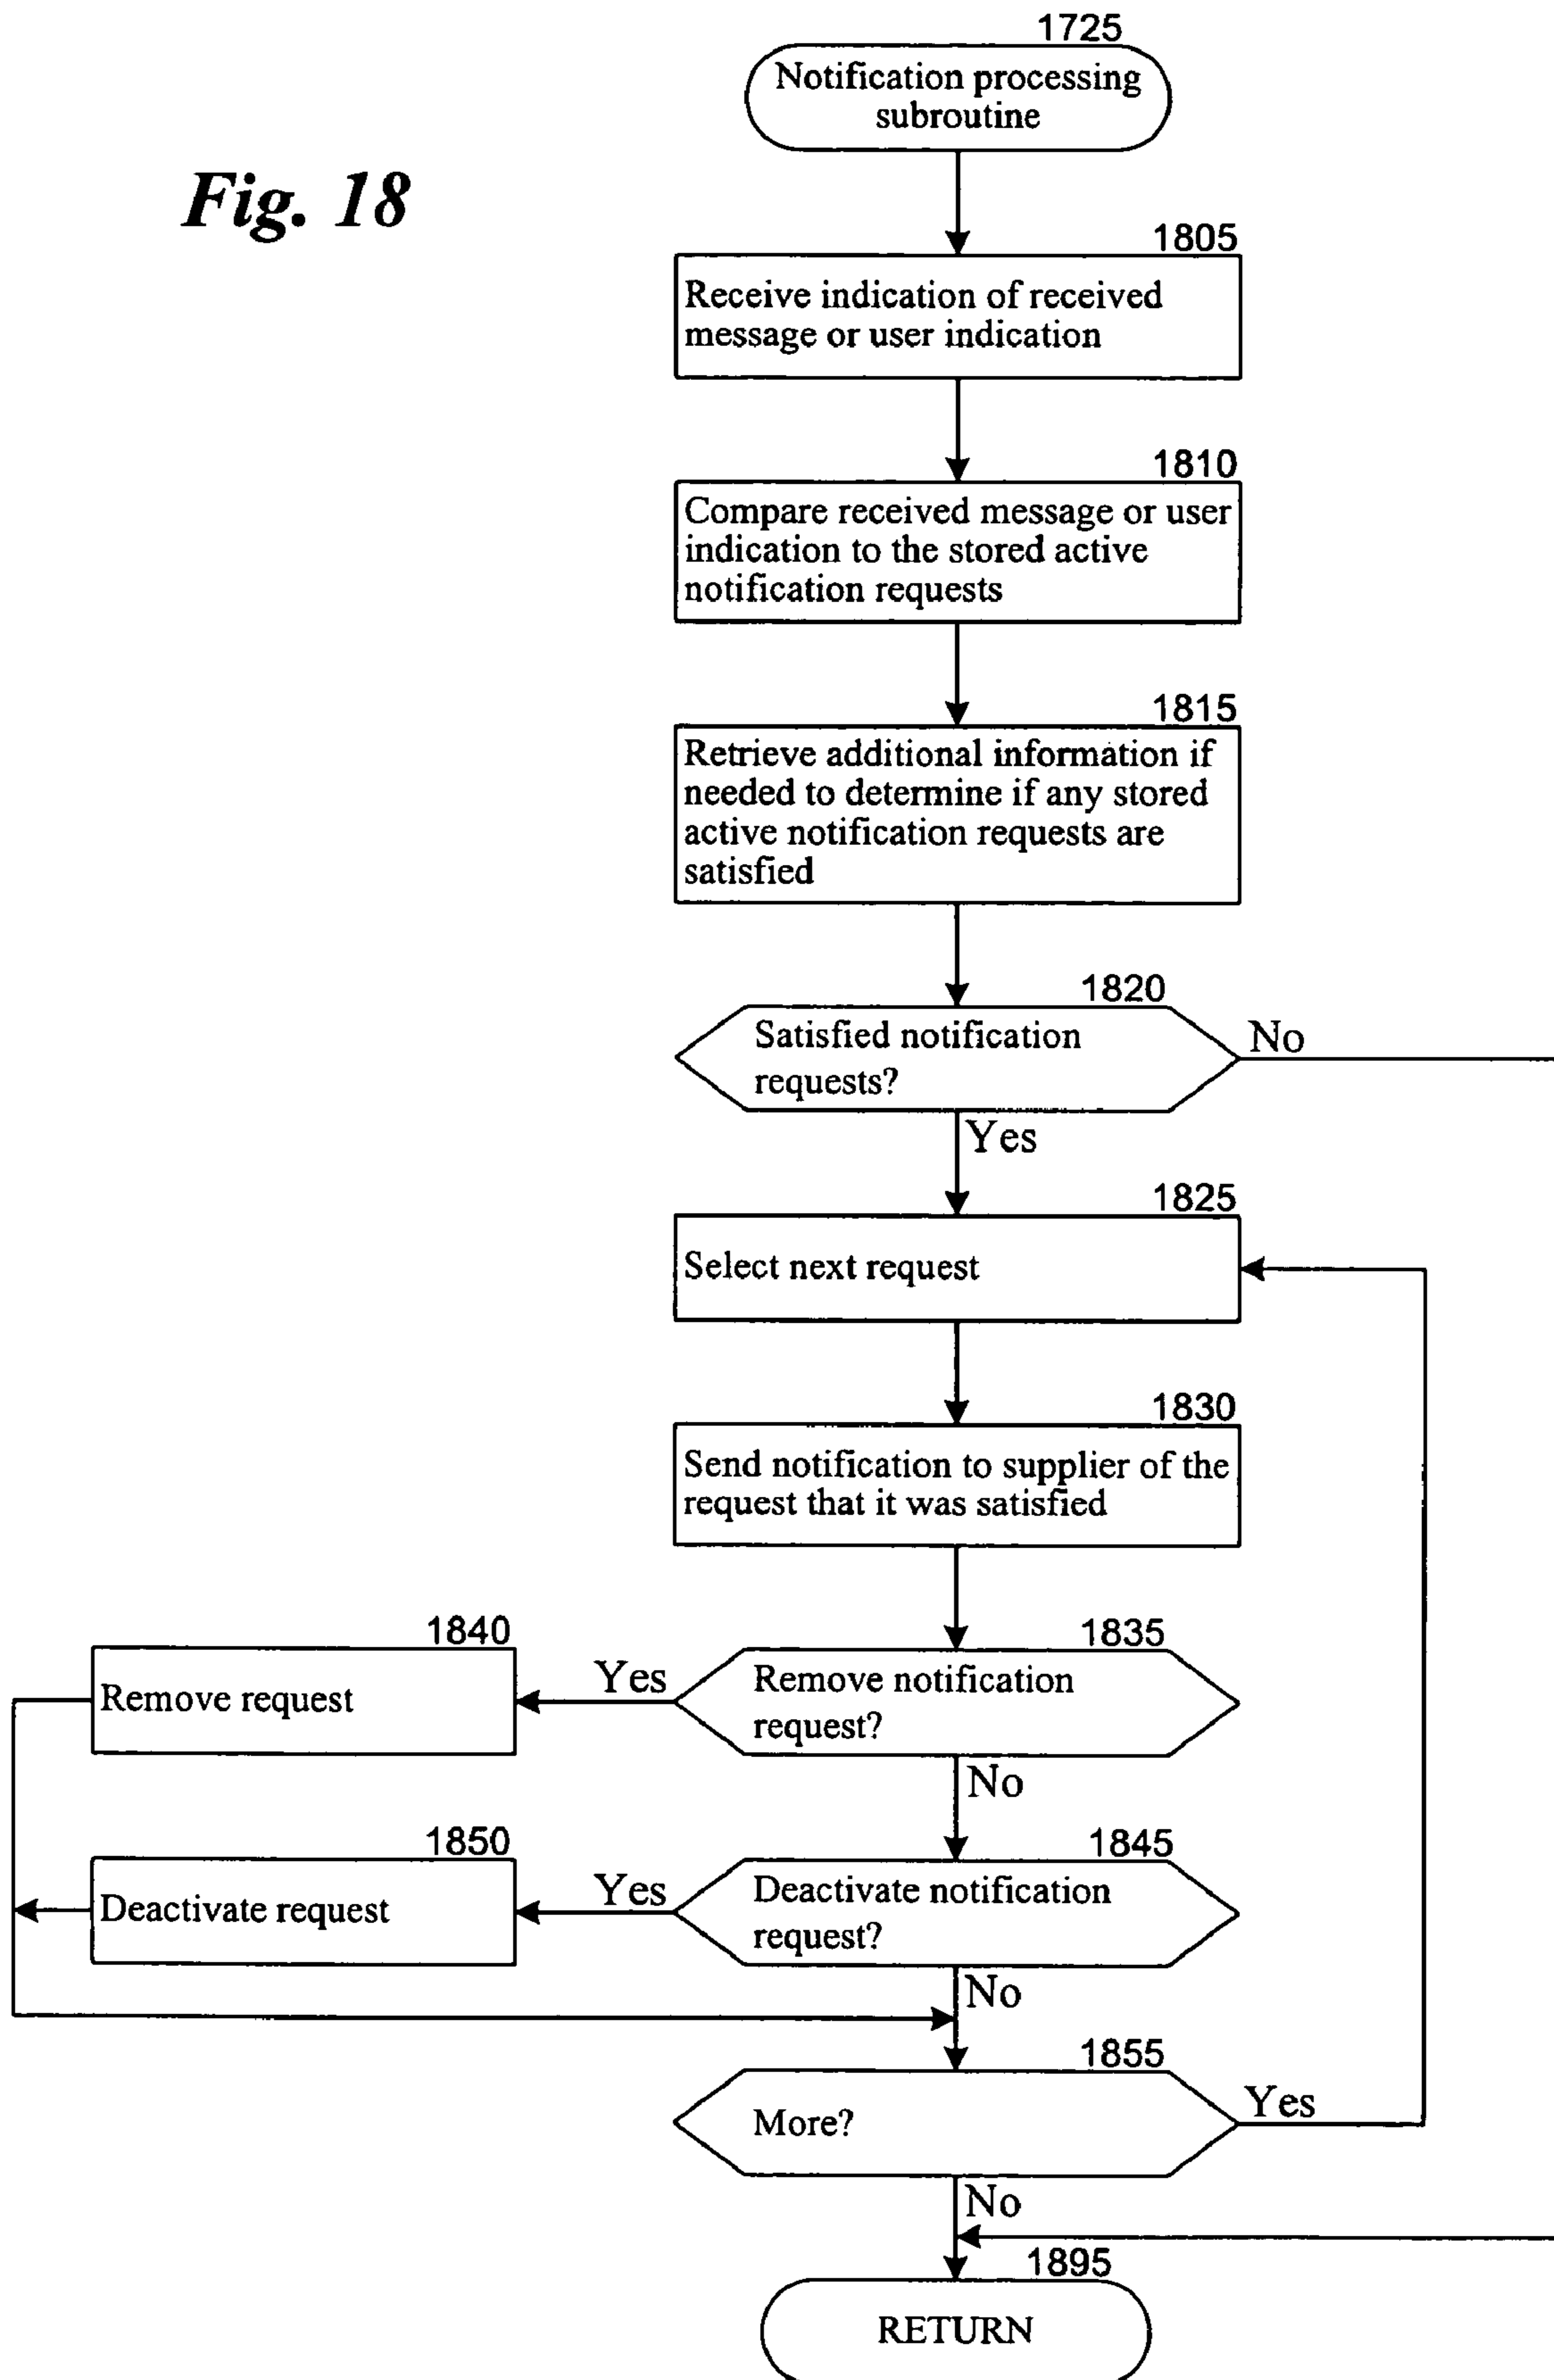 1725
Notification processing
subroutine
Fig. 18
1805
Receive indication of received
message or user indication
1810
Compare received message or user
indication to the stored active
notification requests
1815
Retrieve additional information if
needed to determine if any stored
active notification requests are
satisfied
1820
Satisfied notification
requests?
No
Yes
1825
Select next request
1830
Send notification to supplier of the
request that it was satisfied
1840
Remove request
Yes
1835
Remove notification
request?
No
1850
Deactivate request
Yes
1845
Deactivate notification
request?
No
1855
More?
Yes
No
1895
RETURN